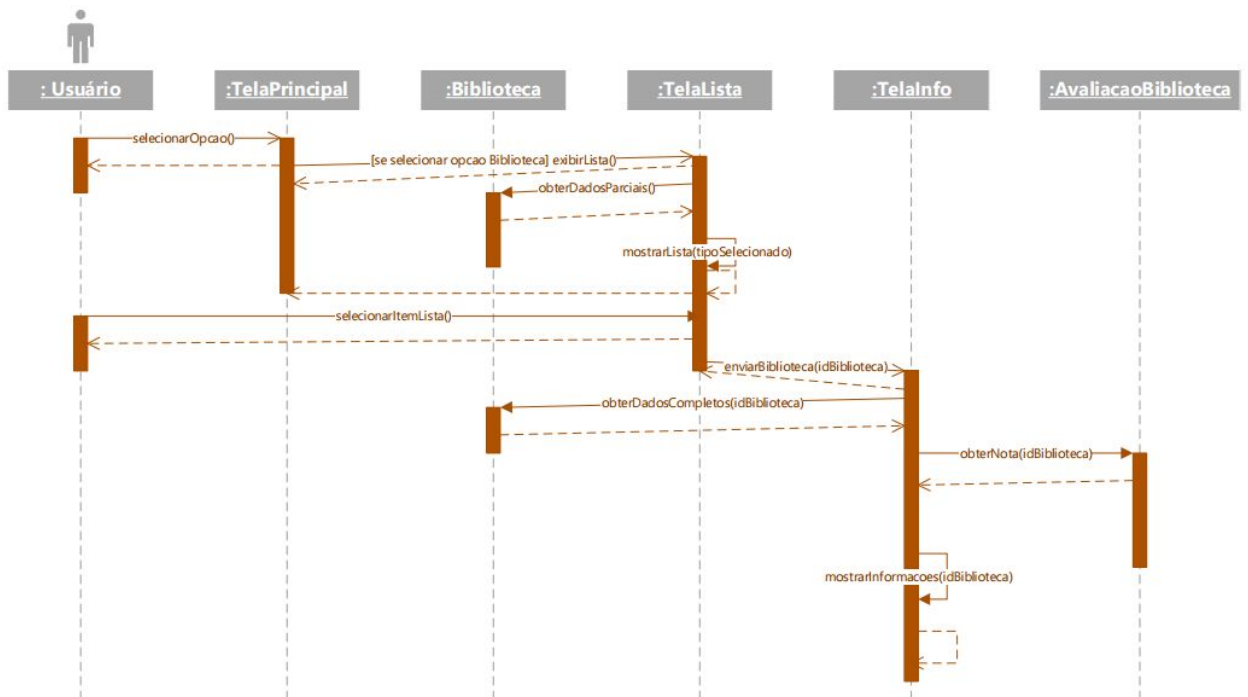 : Usuário
:TelaPrincipal
:Biblioteca
:TelaLista
:TelaInfo
:AvaliacaoBiblioteca
selecionarOpcao()
[se selecionar opcao Biblioteca] exibirLista()
obterDadosParciais()
mostrarLista(tipoSelecionado)
selecionarItemLista()
enviarBiblioteca(idBiblioteca)
obterDadosCompletos(idBiblioteca)
obterNota(idBiblioteca)
mostrarInformacoes(idBiblioteca)